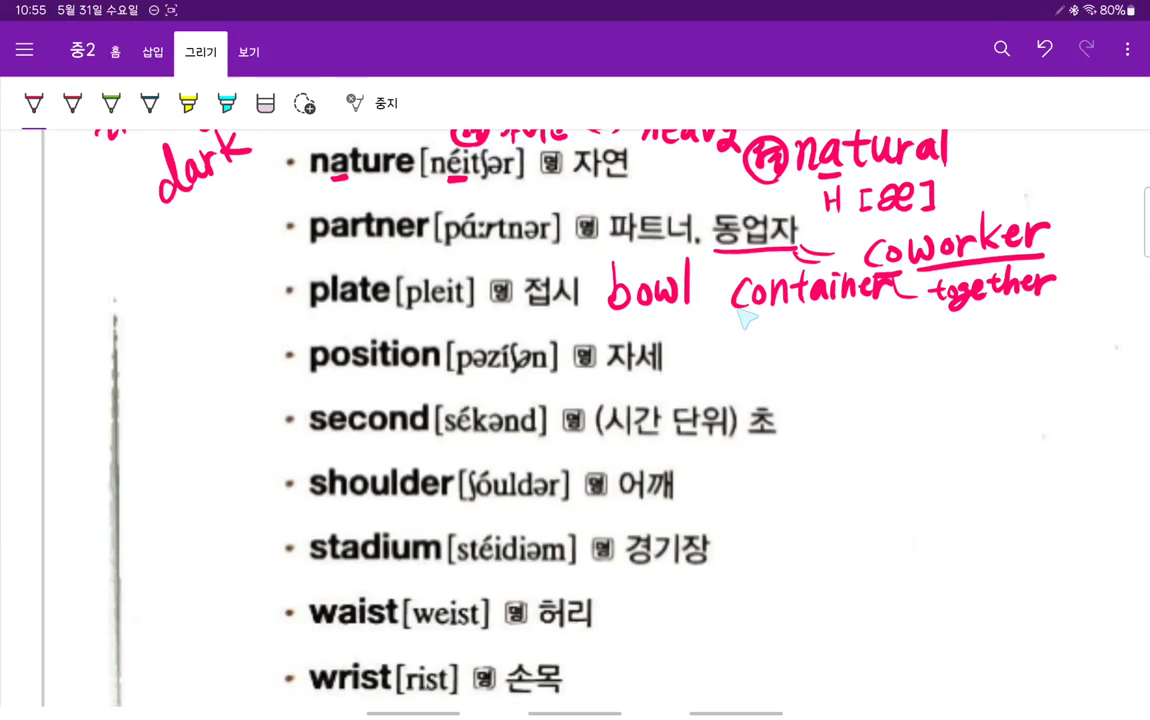 10:55 5월 31일 수요일 80%
중2 홈 삽입 그리기 보기
중지
heavy
dark
nature[néitʃər] 명 자연 natural
ㅐ [æ]
partner[pá:rtnər] 명 파트너, 동업자 = coworker
together
plate[pleit] 명 접시 bowl container
position[pəzíʃən] 명 자세
second[sékənd] 명 (시간 단위) 초
shoulder[ʃóuldər] 명 어깨
stadium[stéidiəm] 명 경기장
waist[weist] 명 허리
wrist[rist] 명 손목